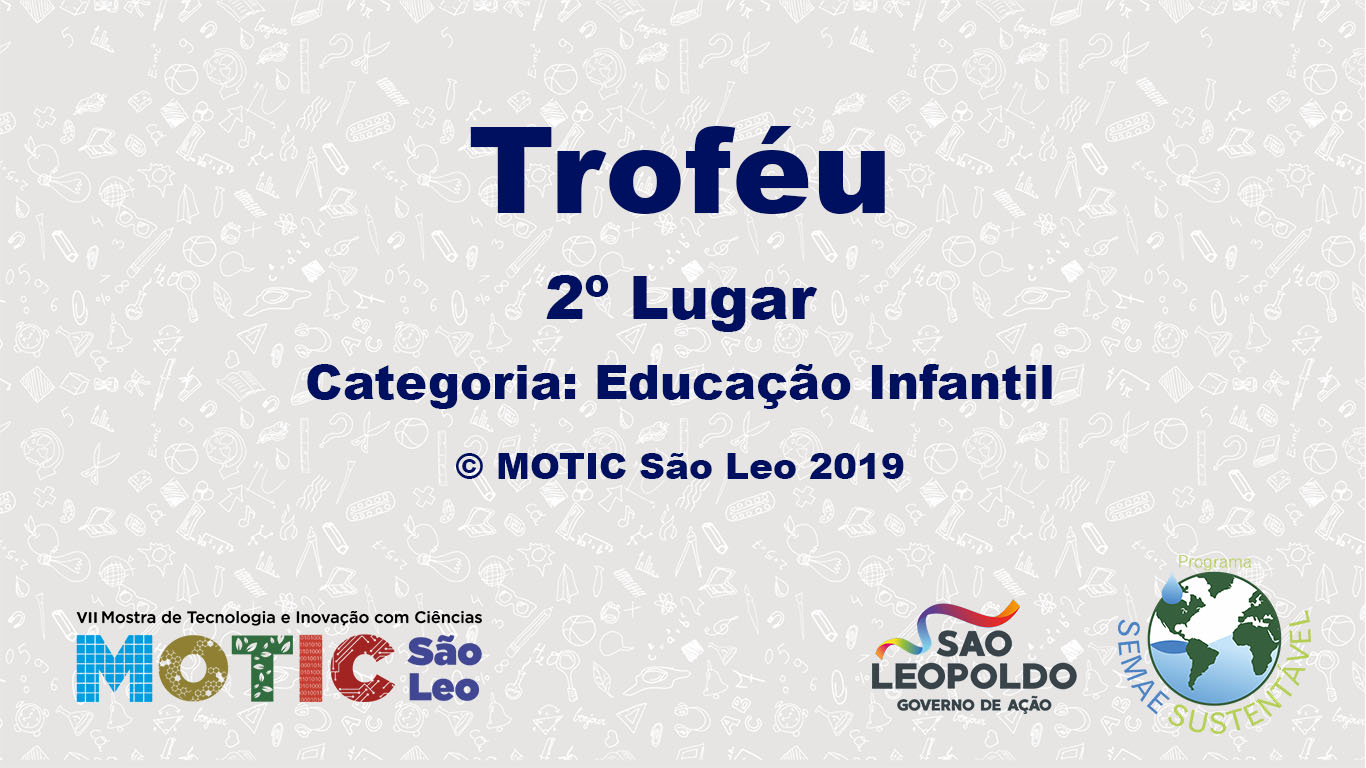 Troféu
2º Lugar
Categoria: Educação Infantil
© MOTIC São Leo 2019
VII Mostra de Tecnologia e Inovação com Ciências
MOTIC São Leo
SÃO
LEOPOLDO
GOVERNO DE AÇÃO
Programa
SEMAE SUSTENTÁVEL